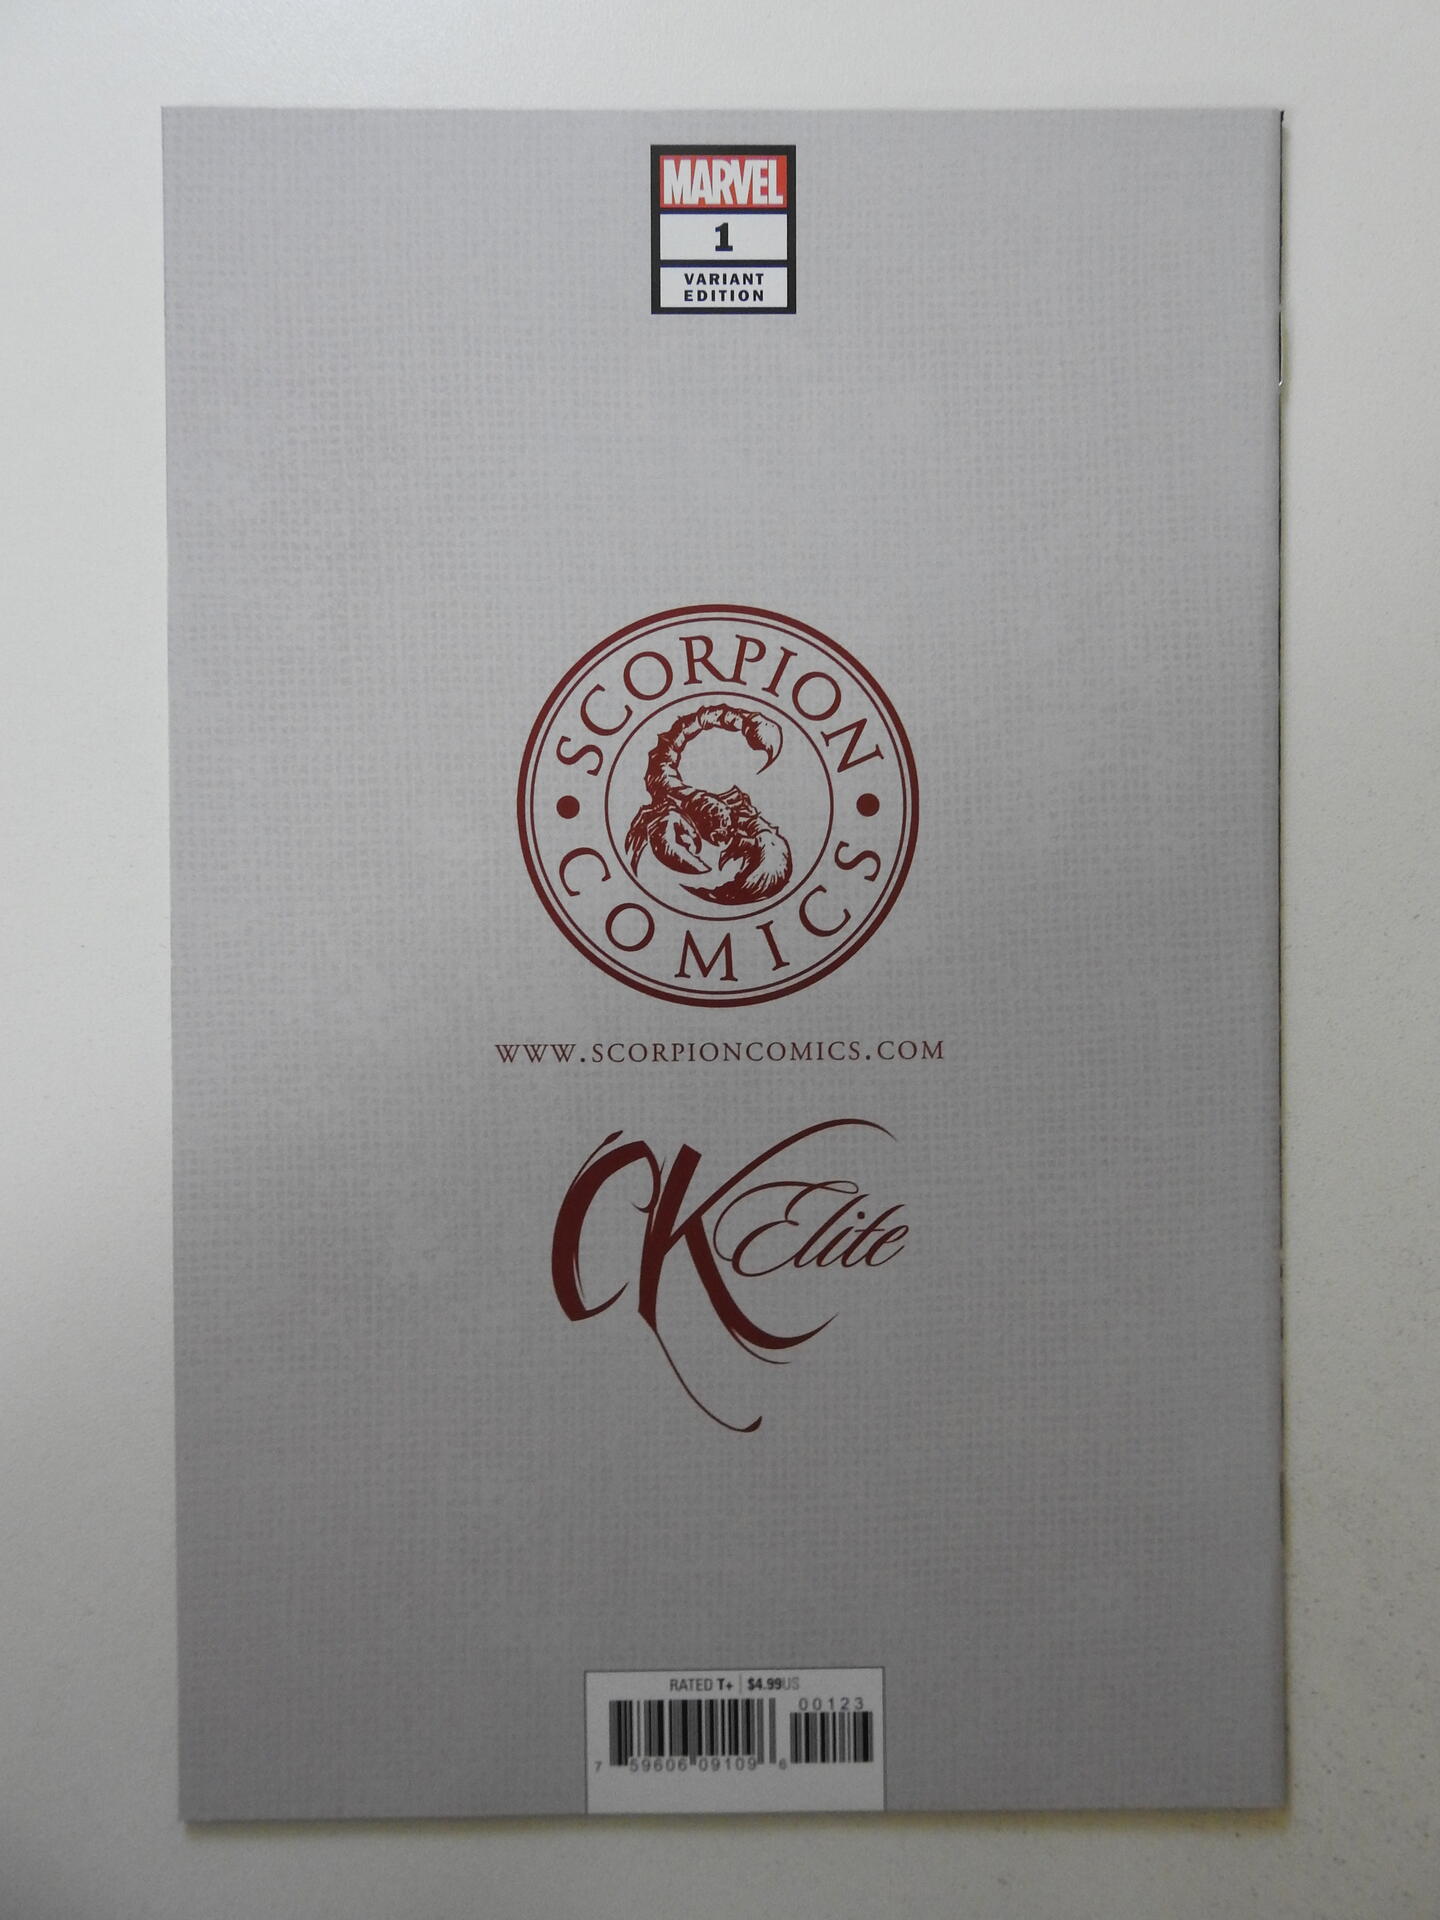 MARVEL
1
VARIANT
EDITION
SCORPION
COMICS
WWW.SCORPIONCOMICS.COM
CK Elite
RATED T+ $4.99US
00123
7 59606 09109 6